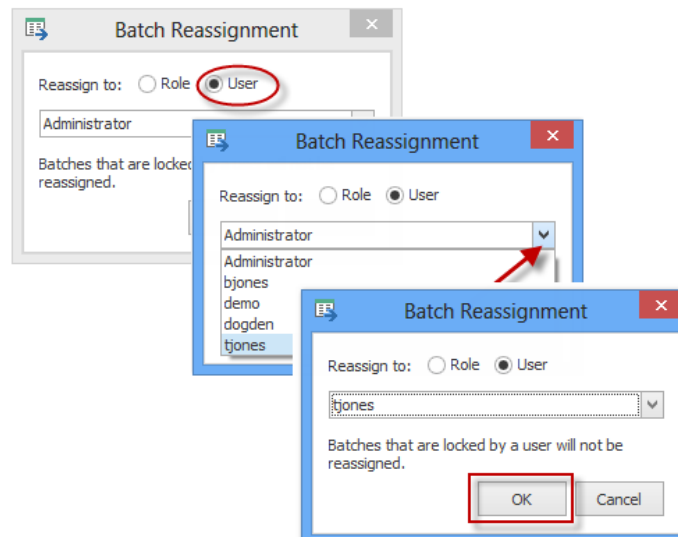 Batch Reassignment
Reassign to: Role User
Administrator
Batches that are locked
reassigned.
Batch Reassignment
Reassign to: Role User
Administrator
Administrator
bjones
demo
dogden
tjones
Batch Reassignment
Reassign to: Role User
tjones
Batches that are locked by a user will not be
reassigned.
OK Cancel